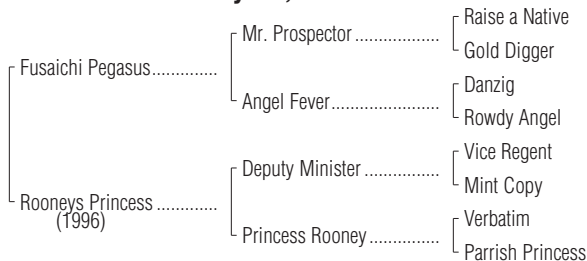 Raise a Native
Mr. Prospector ..................
Gold Digger
Fusaichi Pegasus..............
Danzig
Angel Fever.......................
Rowdy Angel
Vice Regent
Deputy Minister ................
Mint Copy
Rooneys Princess .............
(1996)
Verbatim
Princess Rooney...............
Parrish Princess